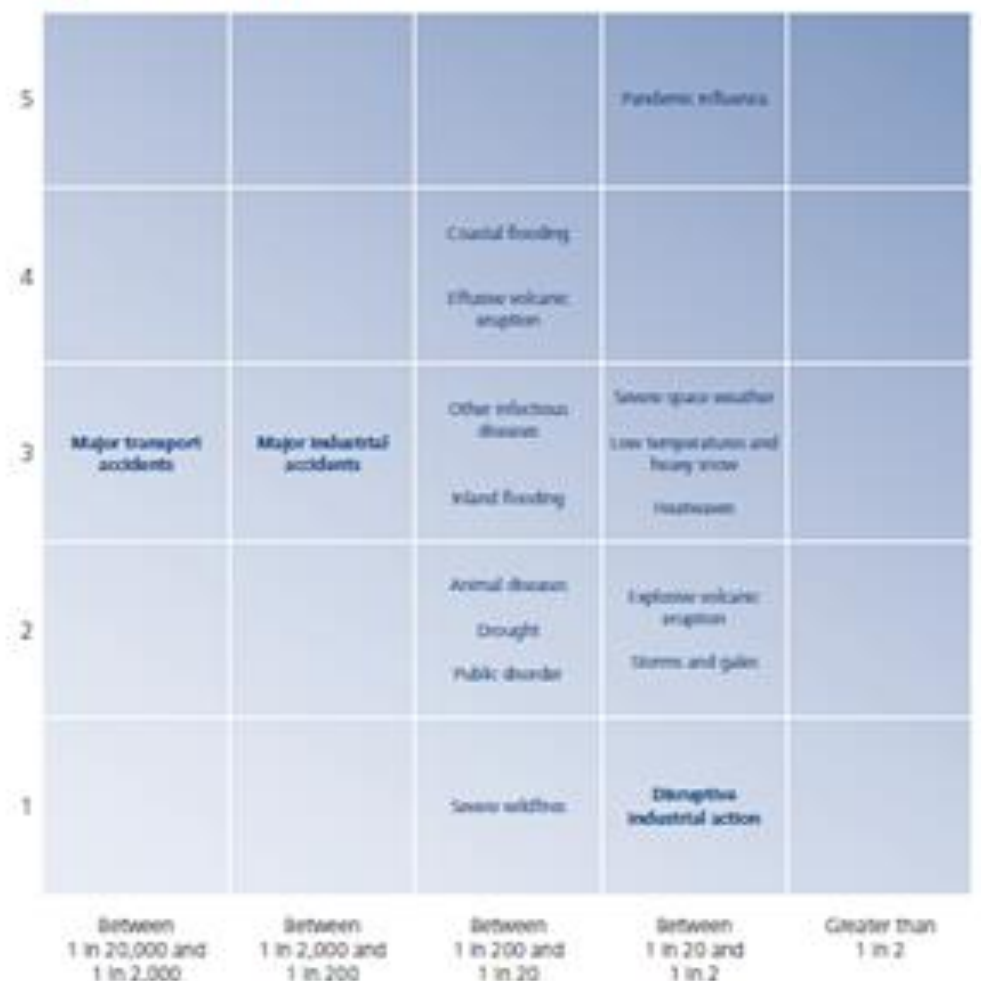 5
Pandemic influenza
4
Coastal flooding
Effusive volcanic
eruption
3
Major transport
accidents
Major industrial
accidents
Other infectious
diseases
Inland flooding
Severe space weather
Low temperatures and
heavy snow
Heatwaves
2
Animal diseases
Drought
Public disorder
Explosive volcanic
eruption
Storms and gales
1
Severe wildfires
Disruptive
industrial action
Between
1 in 20,000 and
1 in 2,000
Between
1 in 2,000 and
1 in 200
Between
1 in 200 and
1 in 20
Between
1 in 20 and
1 in 2
Greater than
1 in 2